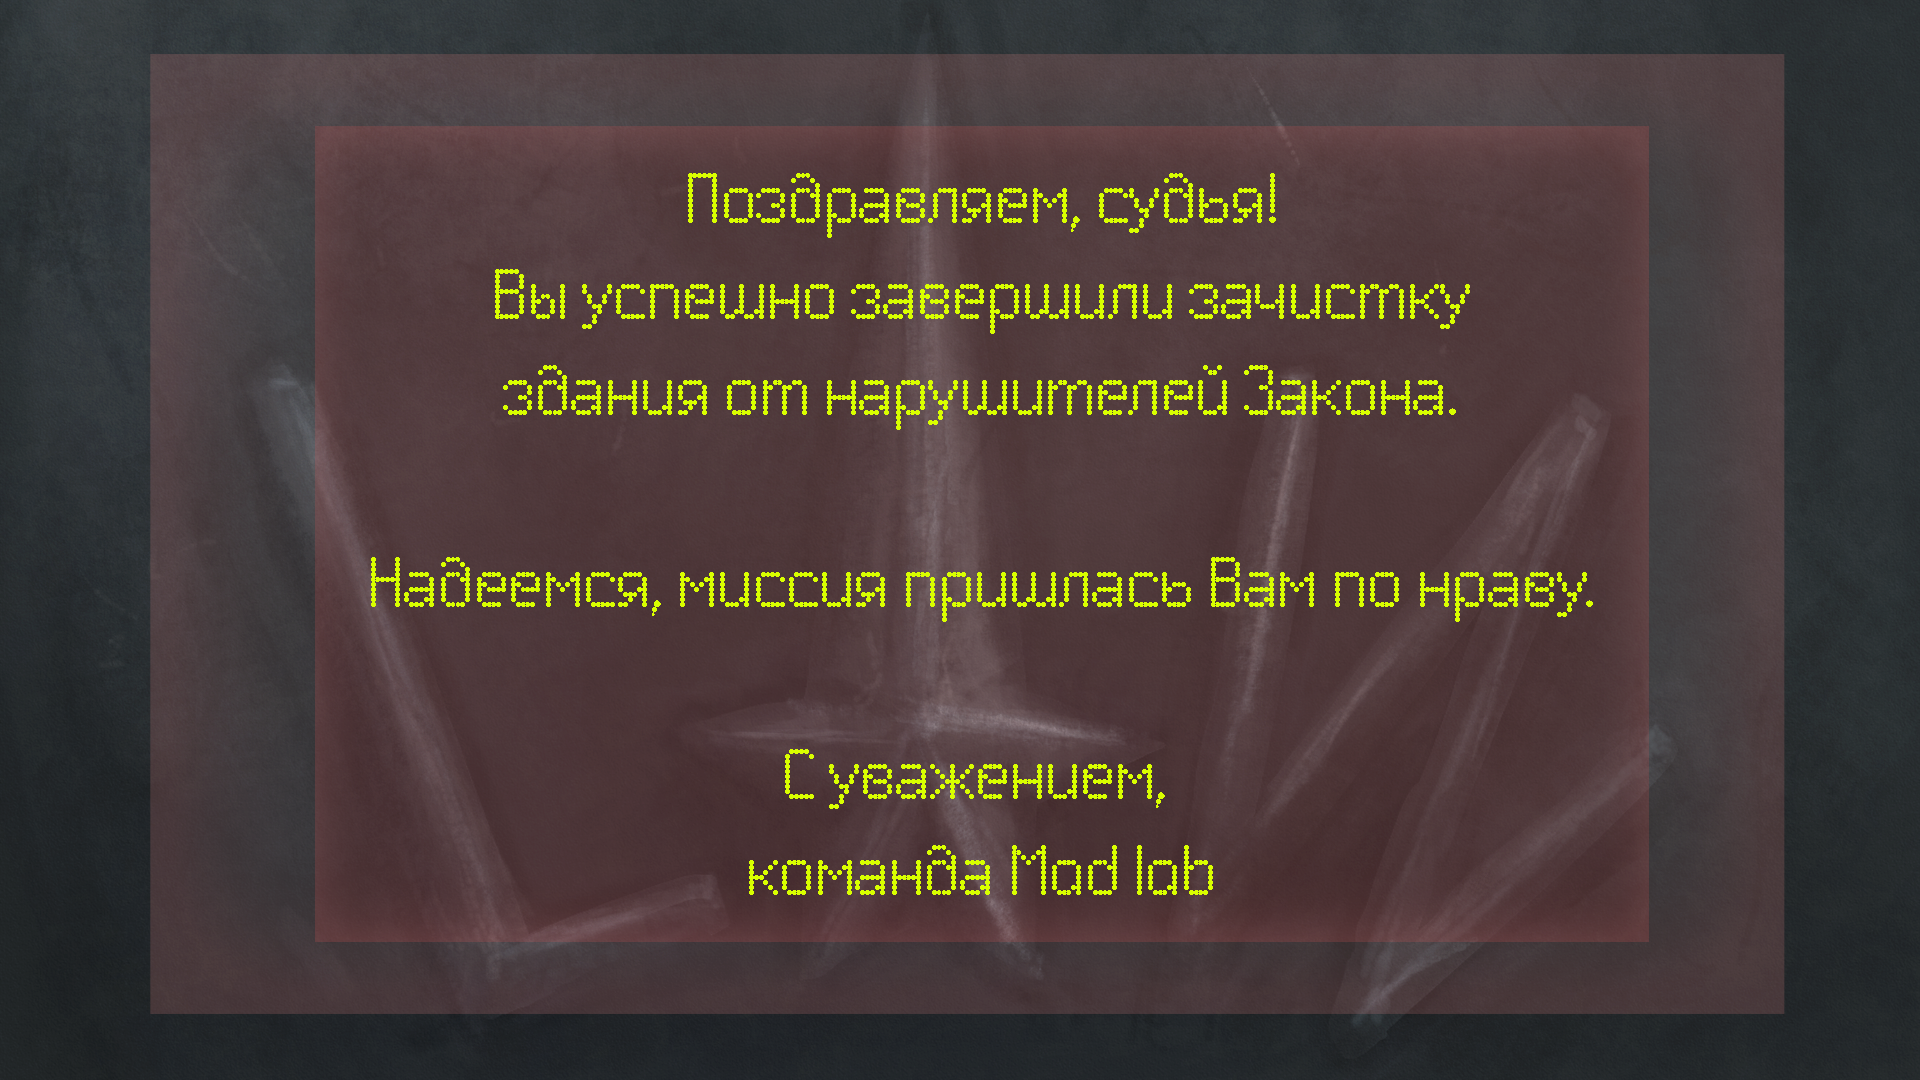 Поздравляем, судья!
Вы успешно завершили зачистку
здания от нарушителей Закона.
Надеемся, миссия пришлась Вам по нраву.
С уважением,
команда Mod lab